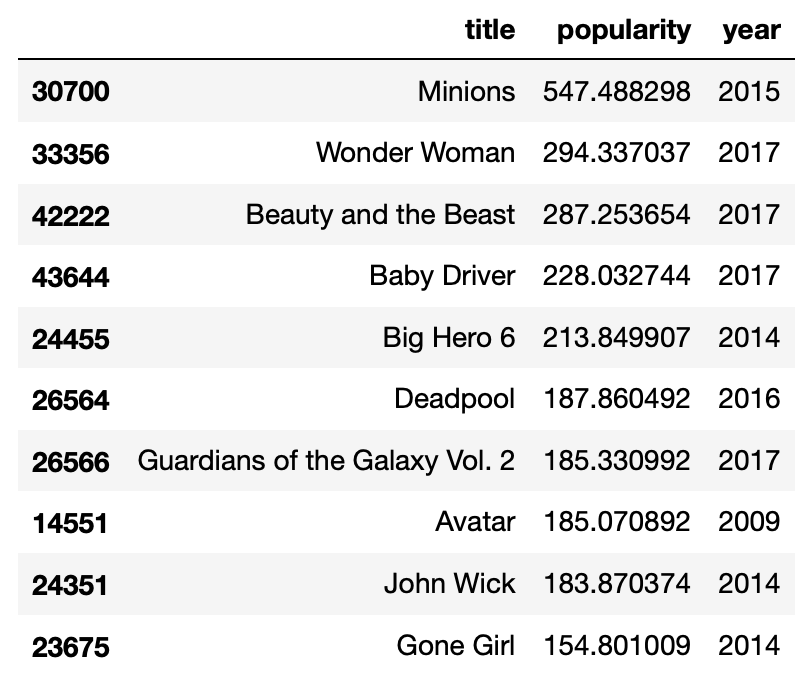 title popularity year
30700 Minions 547.488298 2015
33356 Wonder Woman 294.337037 2017
42222 Beauty and the Beast 287.253654 2017
43644 Baby Driver 228.032744 2017
24455 Big Hero 6 213.849907 2014
26564 Deadpool 187.860492 2016
26566 Guardians of the Galaxy Vol. 2 185.330992 2017
14551 Avatar 185.070892 2009
24351 John Wick 183.870374 2014
23675 Gone Girl 154.801009 2014